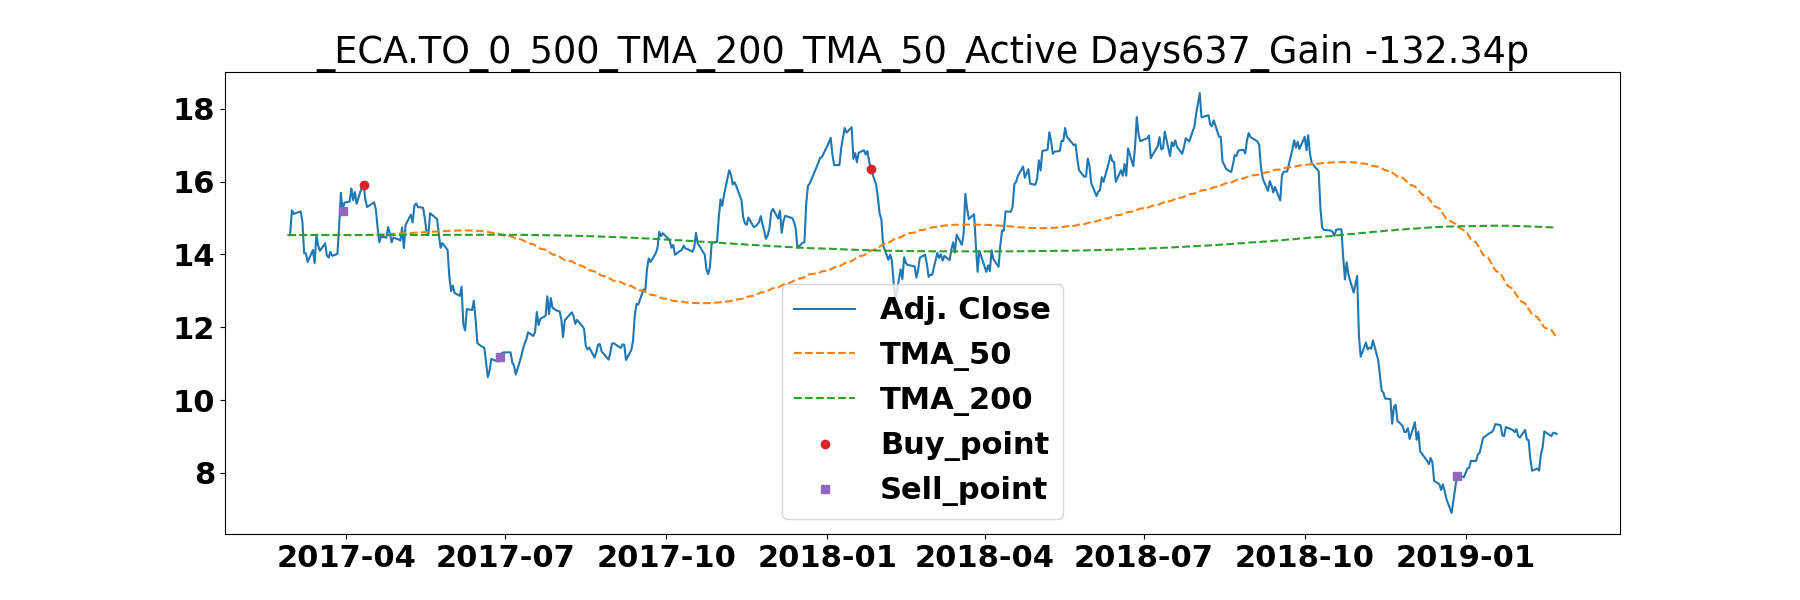 _ECA.TO_0_500_TMA_200_TMA_50_Active Days637_Gain -132.34p
18
16
14
12
10
8
Adj. Close
TMA_50
TMA_200
Buy_point
Sell_point
2017-04 2017-07 2017-10 2018-01 2018-04 2018-07 2018-10 2019-01